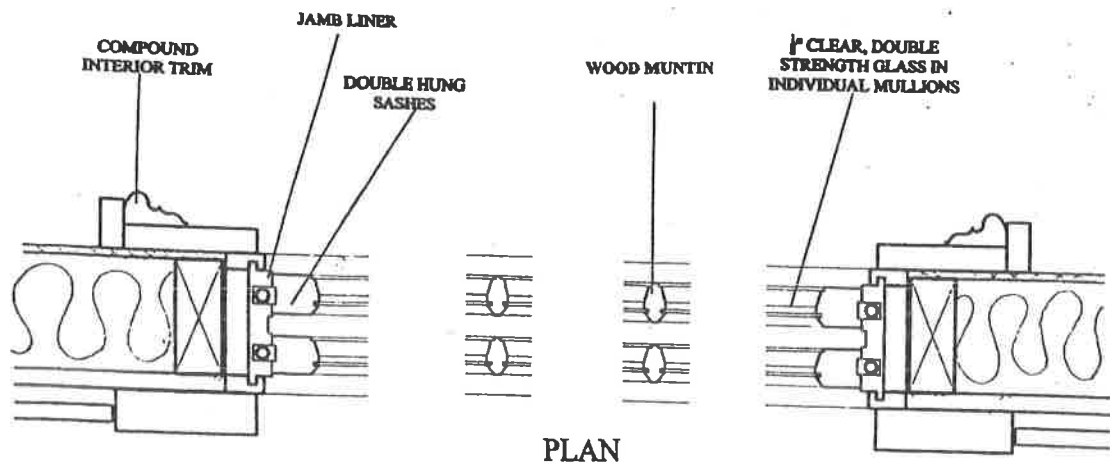 JAMB LINER
COMPOUND
INTERIOR TRIM
DOUBLE HUNG
SASHES
WOOD MUNTIN
CLEAR, DOUBLE
STRENGTH GLASS IN
INDIVIDUAL MULLIONS
PLAN